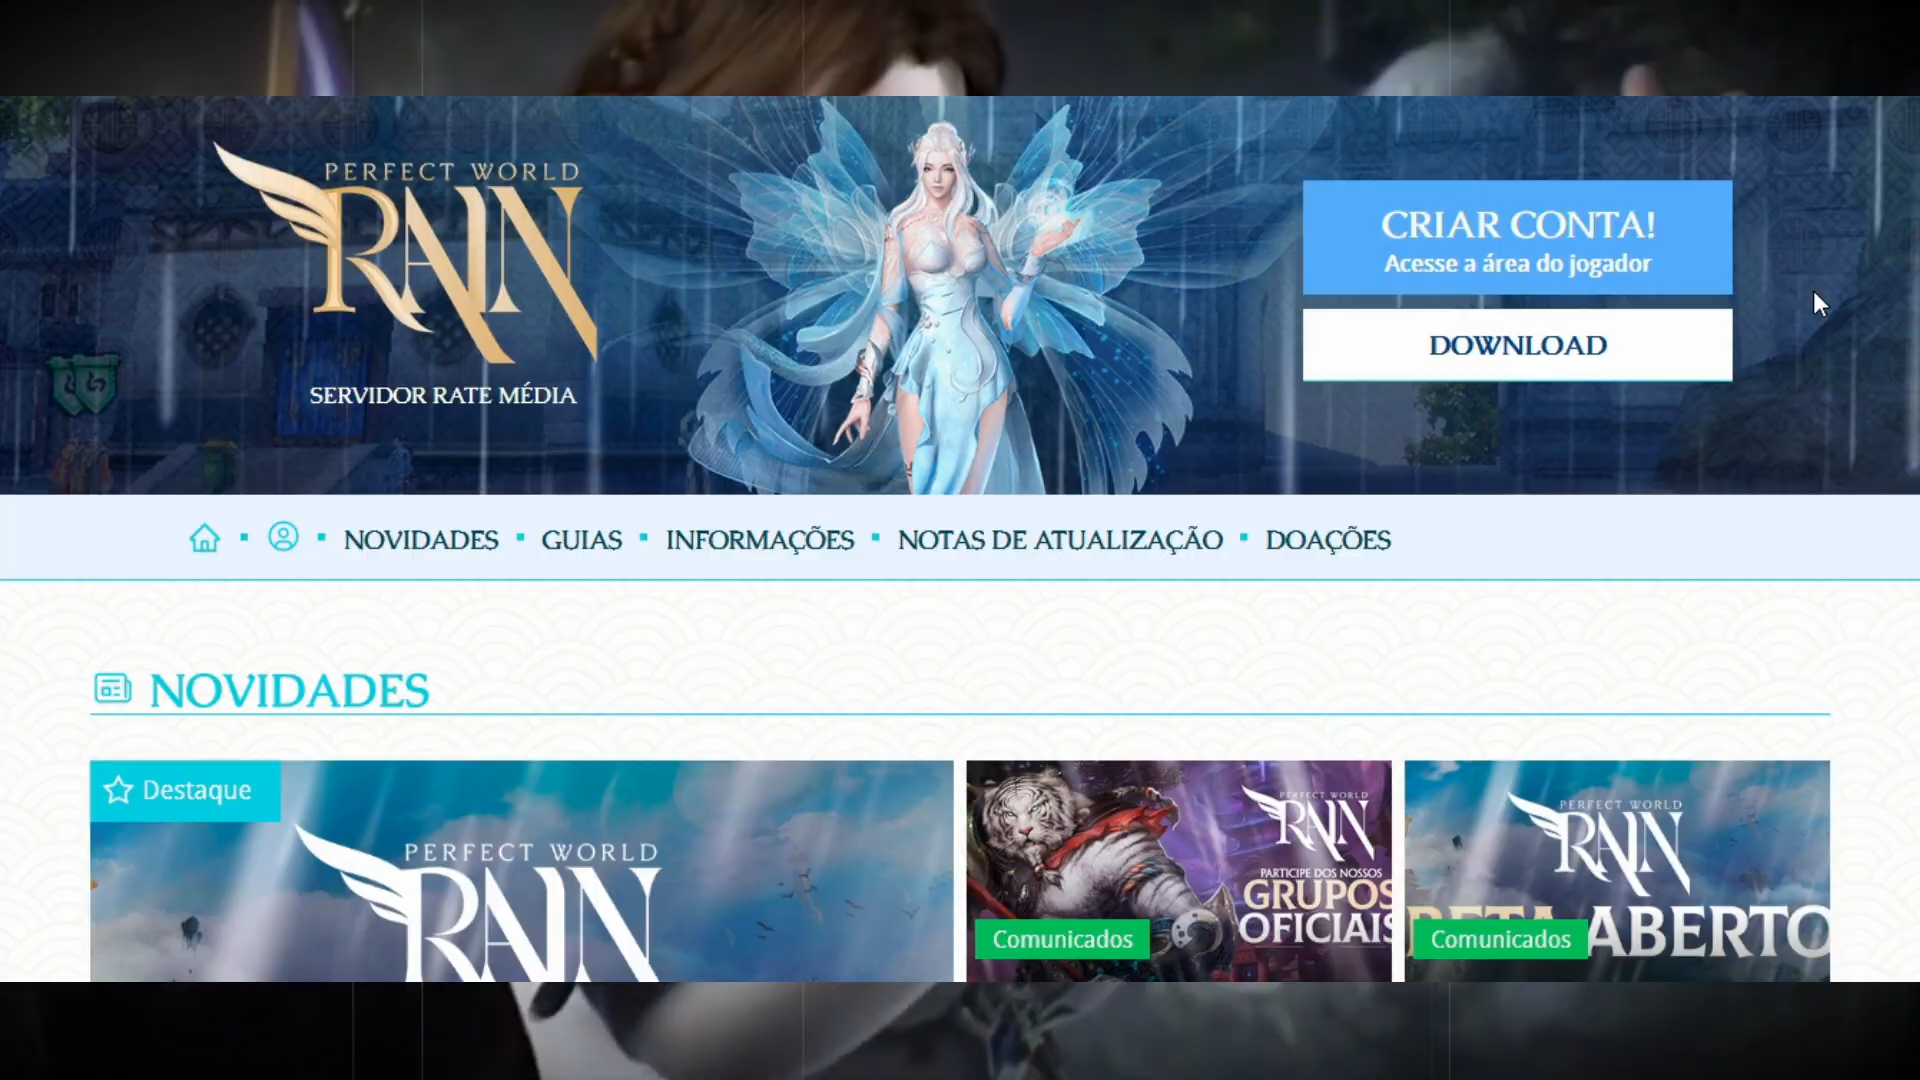 PERFECT WORLD
RAIN
SERVIDOR RATE MÉDIA
CRIAR CONTA!
Acesse a área do jogador
DOWNLOAD
NOVIDADES
GUIAS
INFORMAÇÕES
NOTAS DE ATUALIZAÇÃO
DOAÇÕES
NOVIDADES
Destaque
PERFECT WORLD
RAIN
PERFECT WORLD
RAIN
PARTICIPE DOS NOSSOS
GRUPOS
OFICIAIS
Comunicados
PERFECT WORLD
RAIN
BETA ABERTO
Comunicados